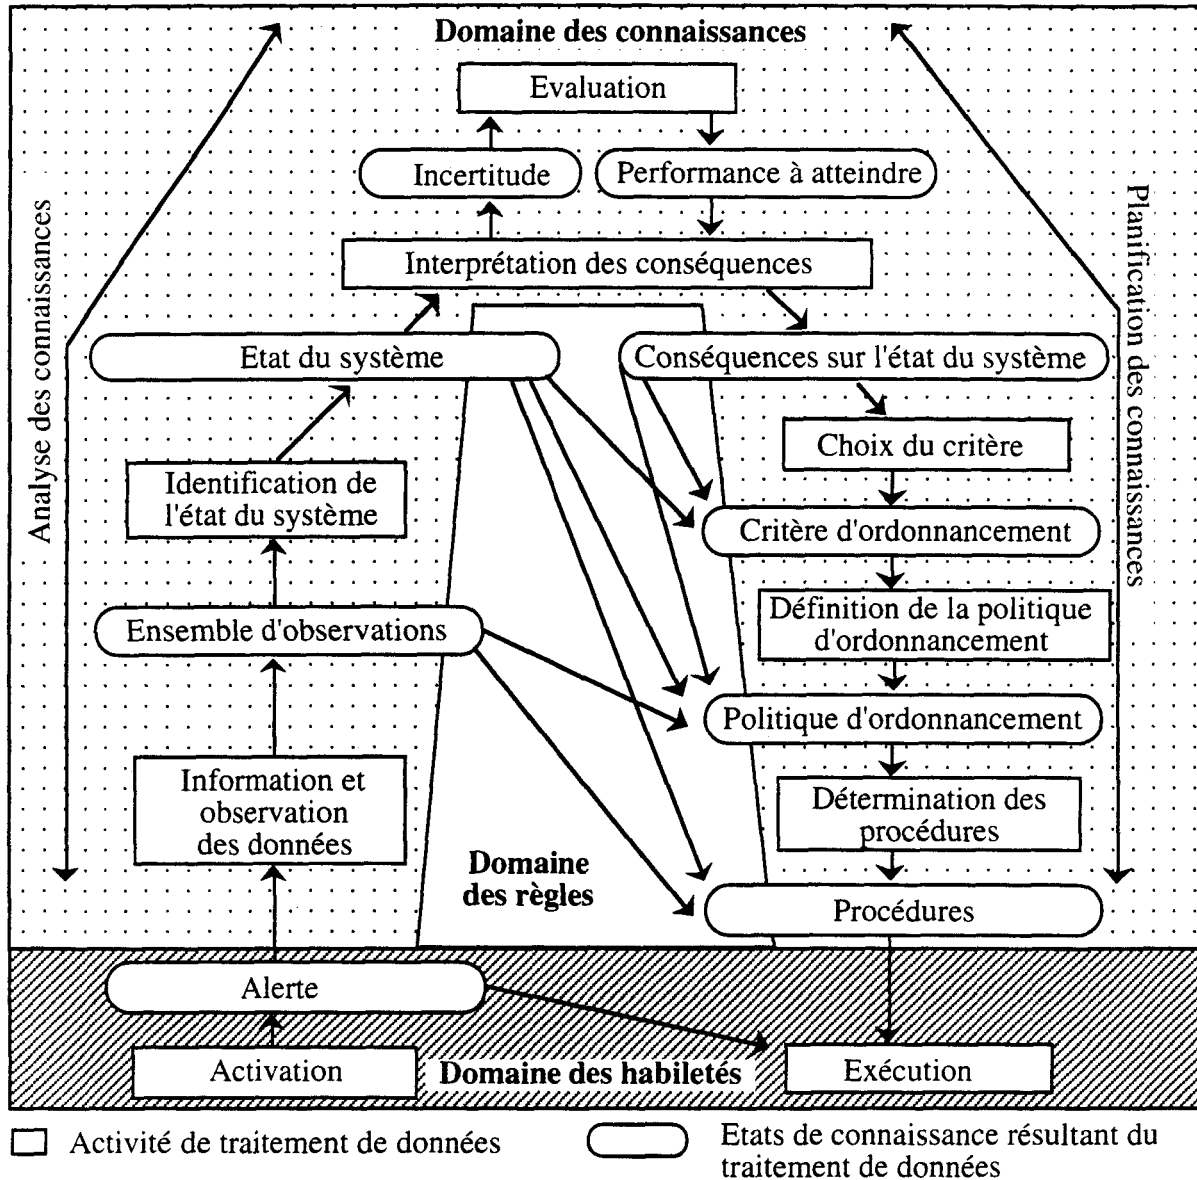 Domaine des connaissances
Evaluation
Incertitude
Performance à atteindre
Interprétation des conséquences
Analyse des connaissances
Planification des connaissances
Etat du système
Conséquences sur l'état du système
Choix du critère
Identification de
l'état du système
Critère d'ordonnancement
Définition de la politique
d'ordonnancement
Ensemble d'observations
Politique d'ordonnancement
Information et
observation
des données
Détermination des
procédures
Domaine
des règles
Procédures
Alerte
Activation
Domaine des habiletés
Exécution
Activité de traitement de données
Etats de connaissance résultant du
traitement de données